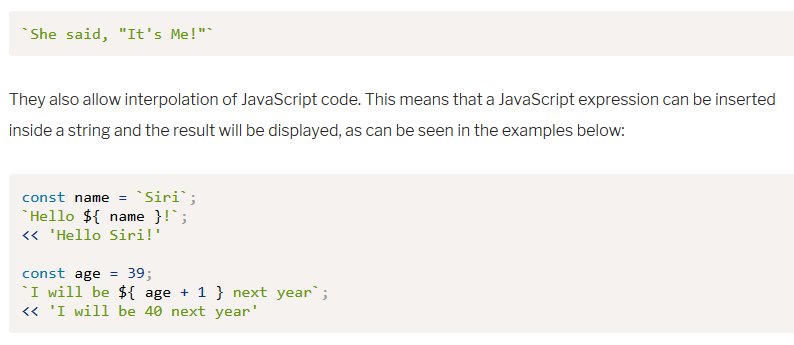 `She said, "It's Me!"`
They also allow interpolation of JavaScript code. This means that a JavaScript expression can be inserted
inside a string and the result will be displayed, as can be seen in the examples below:
const name = `Siri`;
`Hello ${ name }!`;
<< 'Hello Siri!'
const age = 39;
`I will be ${ age + 1 } next year`;
<< 'I will be 40 next year'